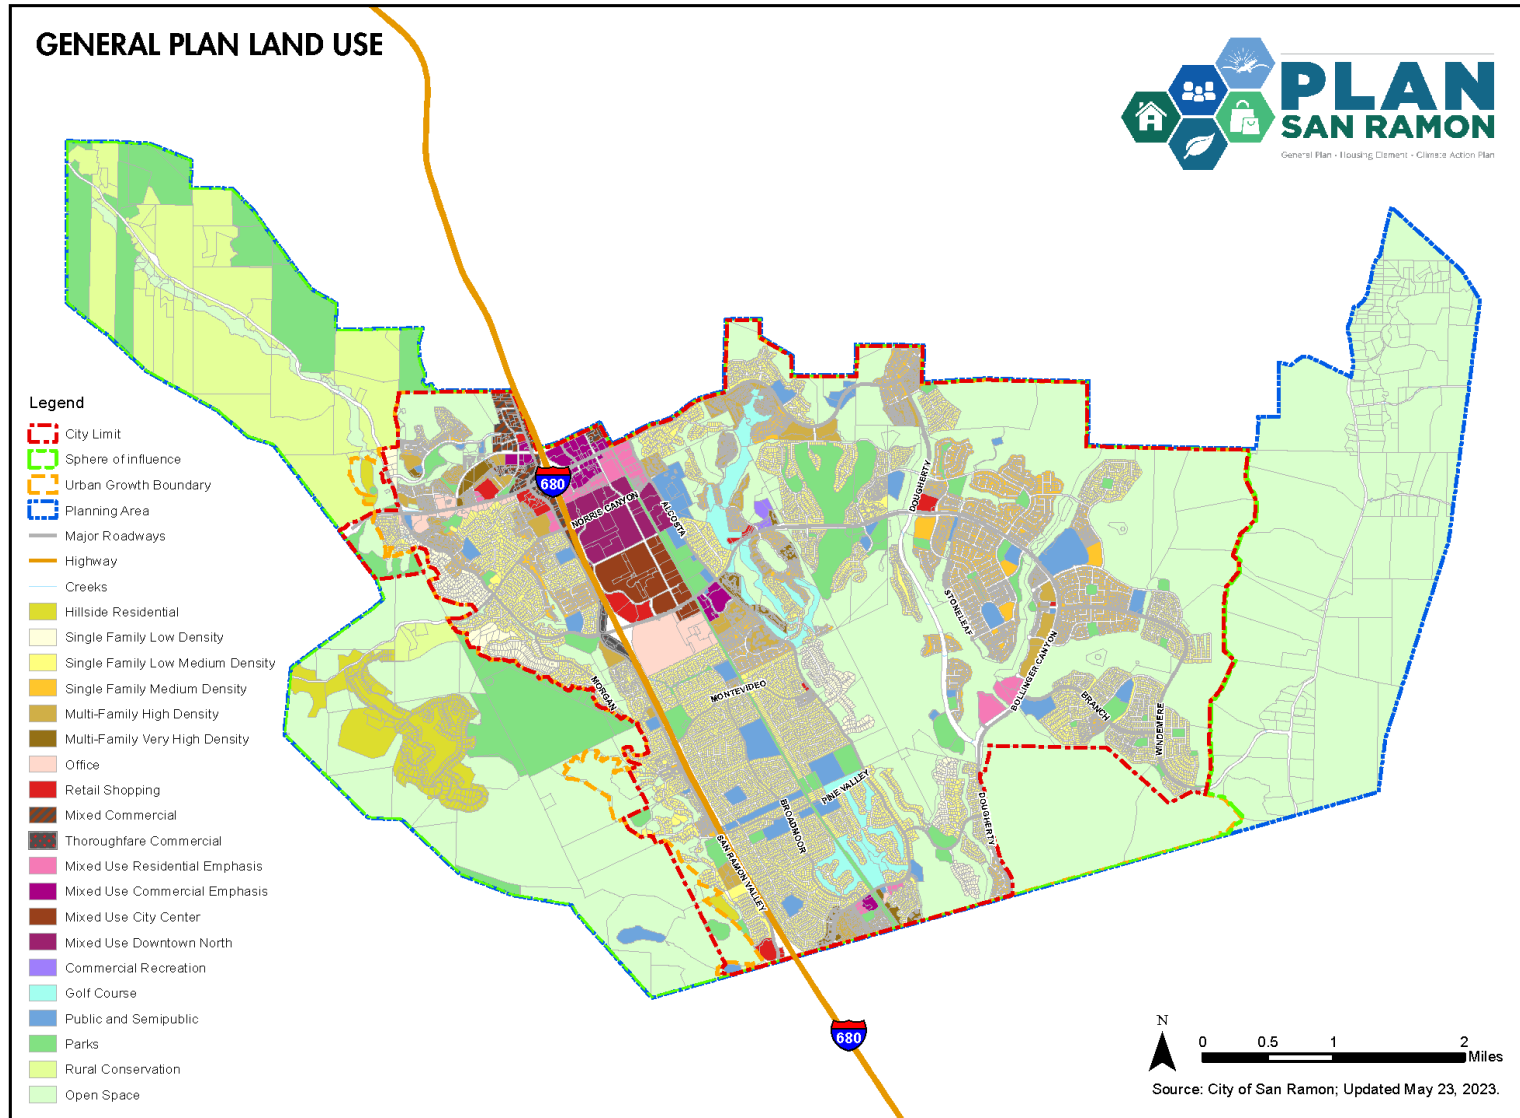 GENERAL PLAN LAND USE
PLAN
SAN RAMON
General Plan - Housing Element - Climate Action Plan
Legend
City Limit
Sphere of influence
Urban Growth Boundary
Planning Area
Major Roadways
Highway
Creeks
Hillside Residential
Single Family Low Density
Single Family Low Medium Density
Single Family Medium Density
Multi-Family High Density
Multi-Family Very High Density
Office
Retail Shopping
Mixed Commercial
Thoroughfare Commercial
Mixed Use Residential Emphasis
Mixed Use Commercial Emphasis
Mixed Use City Center
Mixed Use Downtown North
Commercial Recreation
Golf Course
Public and Semipublic
Parks
Rural Conservation
Open Space
680
NORRIS CANYON
ALCOSTA
DOUGHERTY
STONELEAF
BOLLINGER CANYON
BRANCH
WINDEMERE
MORGAN
MONTEVIDEO
PINE VALLEY
BROADMOOR
SAN RAMON VALLEY
DOUGHERTY
680
N
0 0.5 1 2
Miles
Source: City of San Ramon; Updated May 23, 2023.